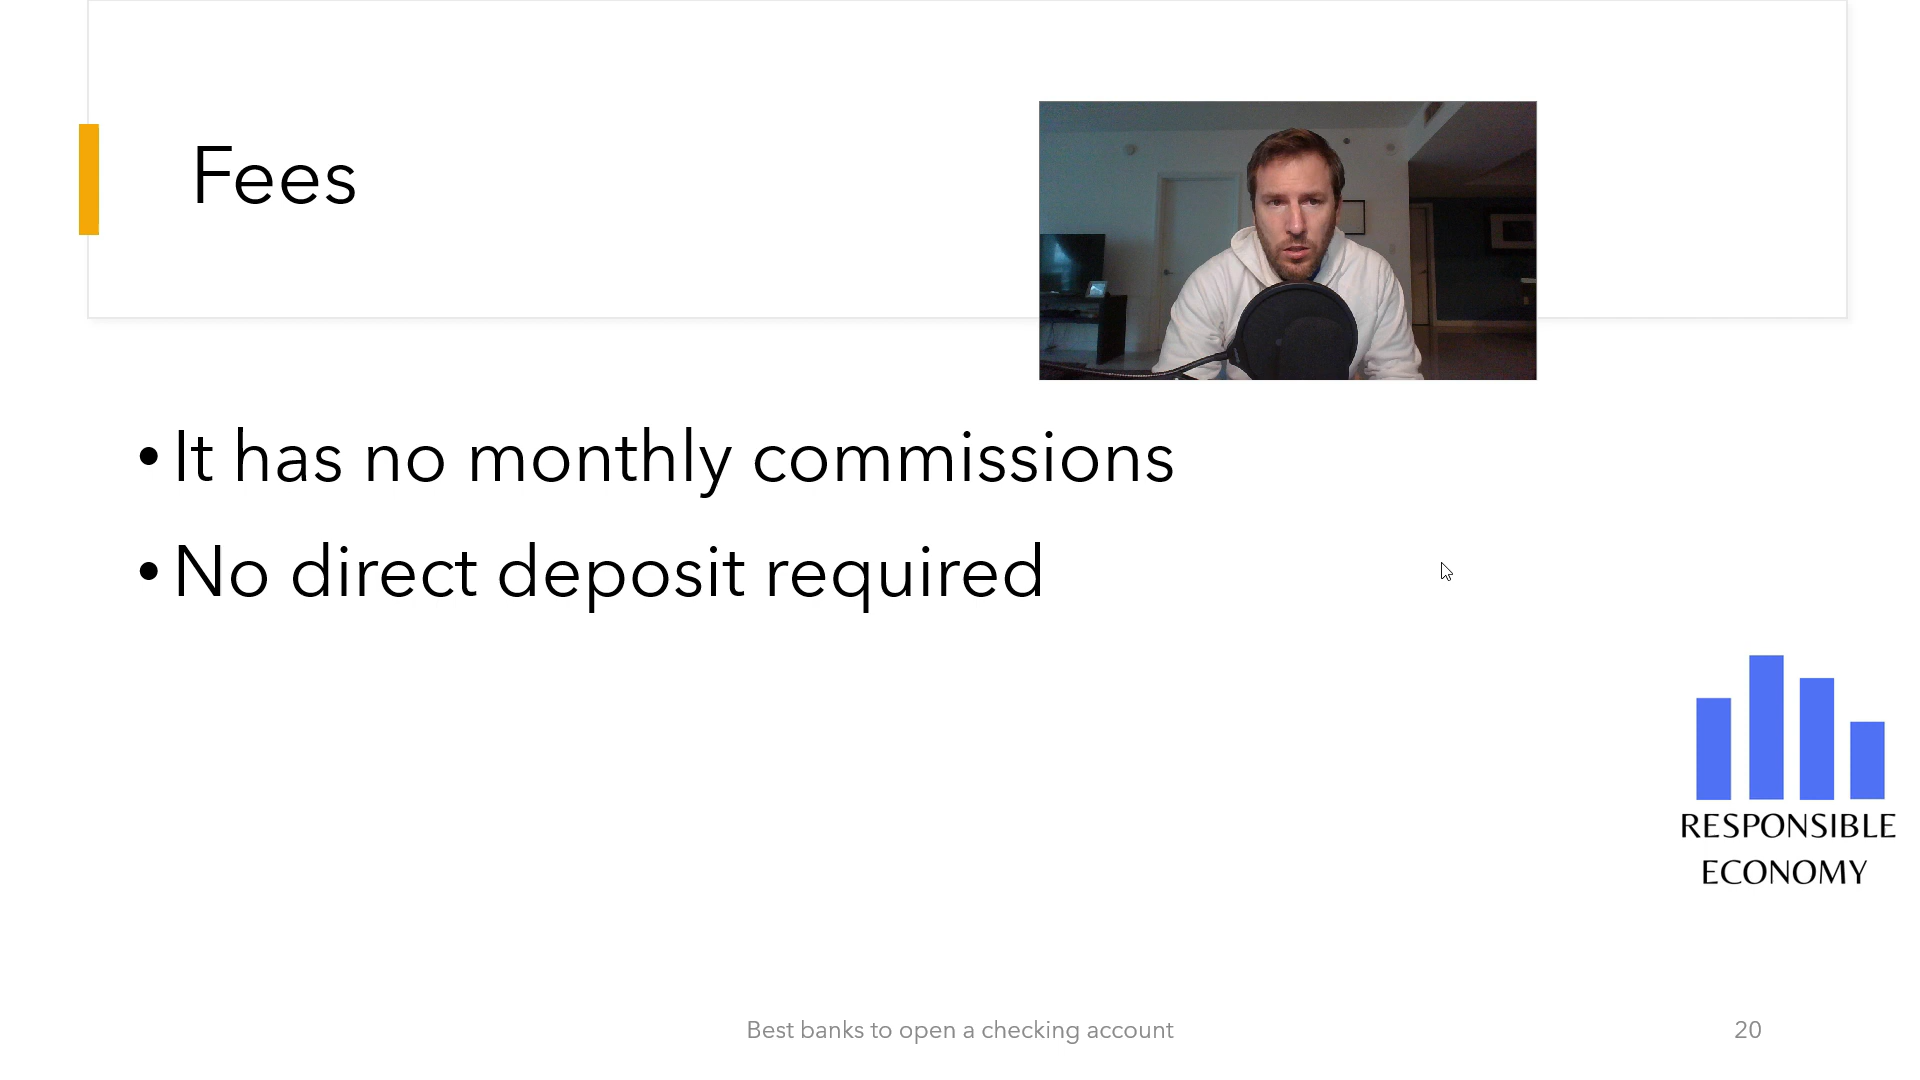 Fees
• It has no monthly commissions
• No direct deposit required
RESPONSIBLE
ECONOMY
Best banks to open a checking account
20